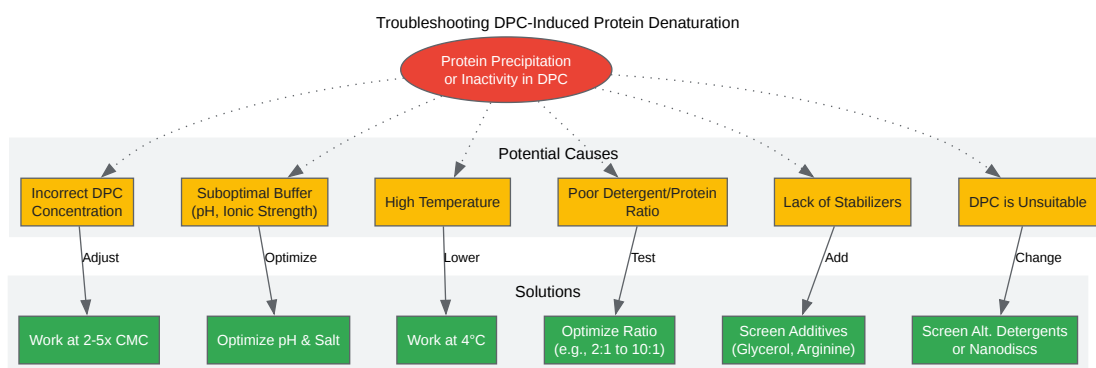 Troubleshooting DPC-Induced Protein Denaturation
Protein Precipitation
or Inactivity in DPC
Potential Causes
Incorrect DPC
Concentration
Suboptimal Buffer
(pH, Ionic Strength)
High Temperature
Poor Detergent/Protein
Ratio
Lack of Stabilizers
DPC is Unsuitable
Adjust
Optimize
Lower
Test
Add
Change
Solutions
Work at 2-5x CMC
Optimize pH & Salt
Work at 4°C
Optimize Ratio
(e.g., 2:1 to 10:1)
Screen Additives
(Glycerol, Arginine)
Screen Alt. Detergents
or Nanodiscs